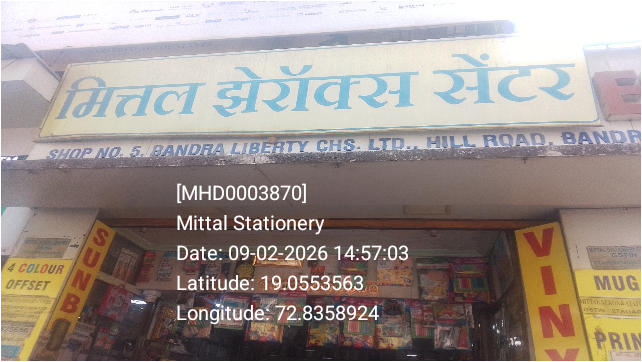 मित्तल झेरॉक्स सेंटर
SHOP NO. 5, BANDRA LIBERTY CHS. LTD., HILL ROAD, BANDR
[MHD0003870]
Mittal Stationery
Date: 09-02-2026 14:57:03
Latitude: 19.0553563
Longitude: 72.8358924
4 COLOUR
OFFSET
SUNB
VINY
MUG
PRIN